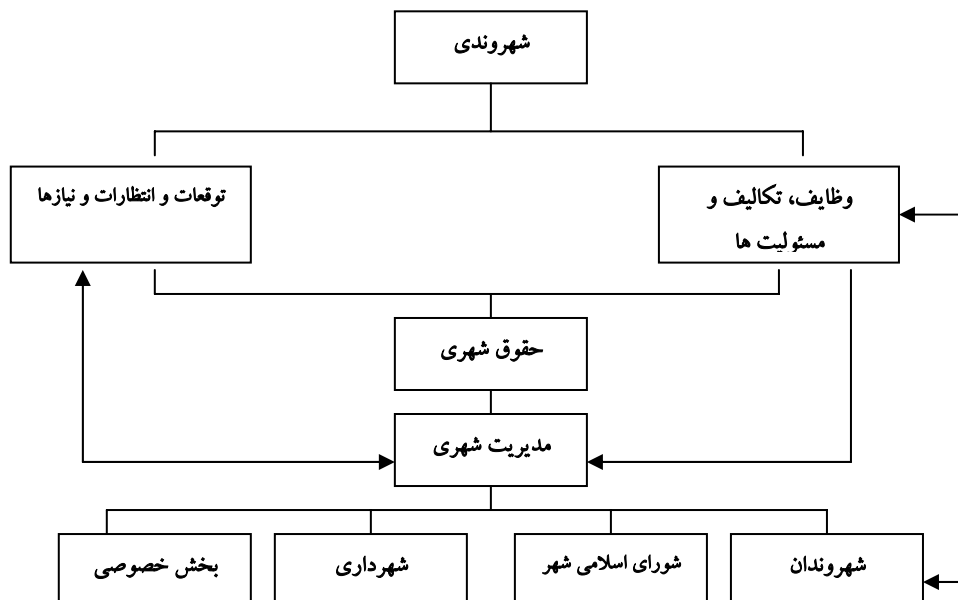 شهروندی
وظایف، تکالیف و
مسئولیت ها
توقعات و انتظارات و نیازها
حقوق شهری
مدیریت شهری
شهروندان
شورای اسلامی شهر
شهرداری
بخش خصوصی